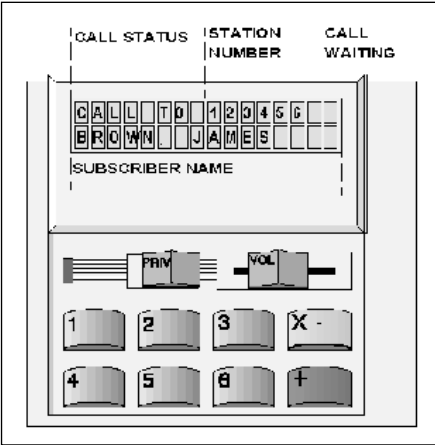 CALL STATUS STATION NUMBER CALL WAITING
CALL TO 123456
BROWN. JAMES
SUBSCRIBER NAME
PRIV VOL
1 2 3 X -
4 5 6 +